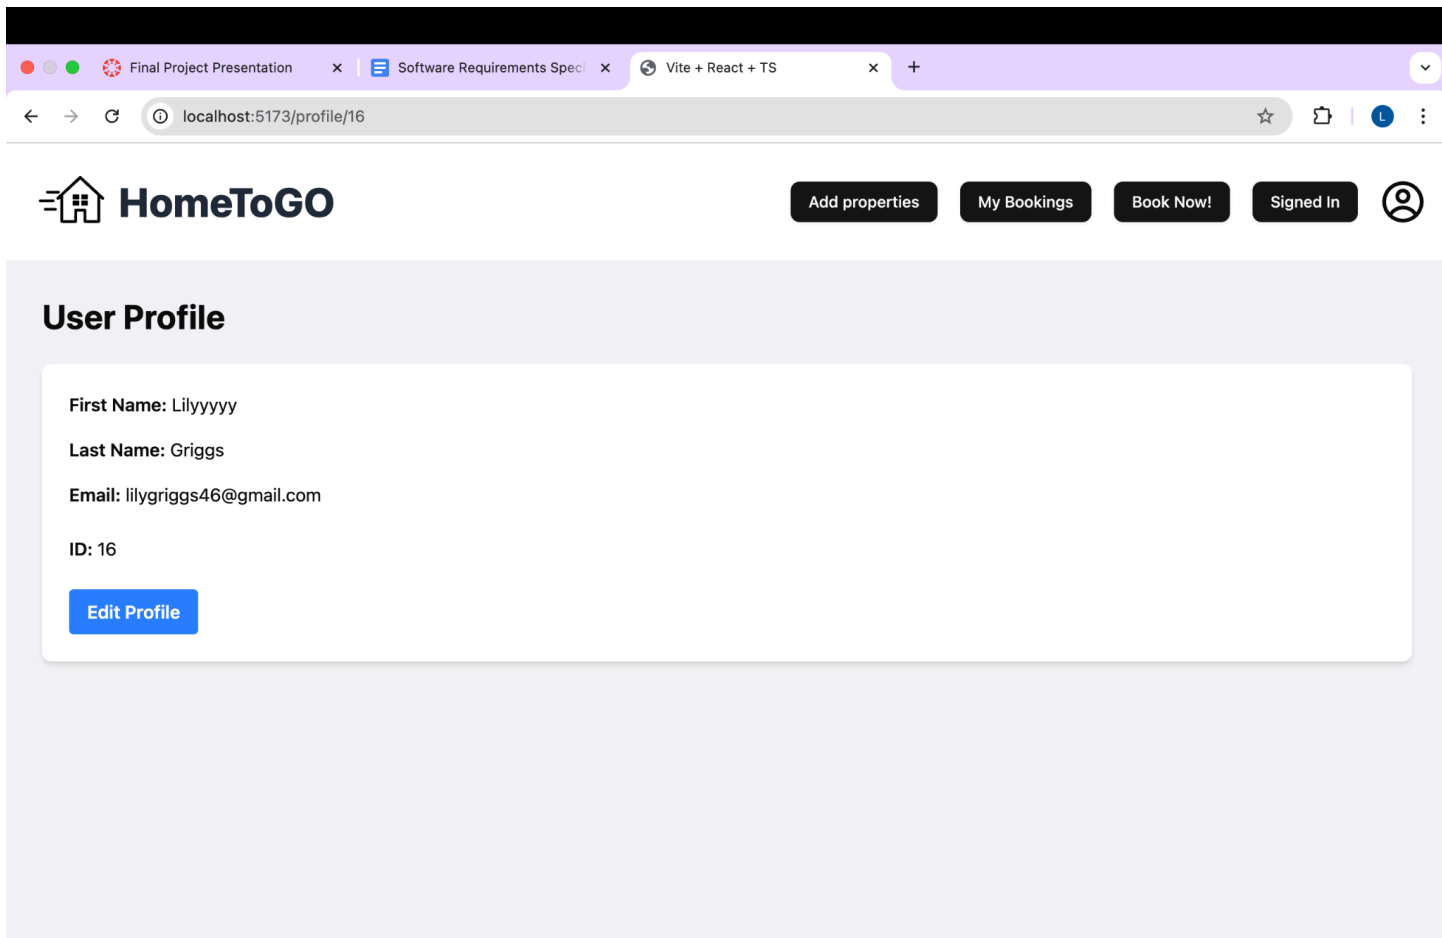 Final Project Presentation
Software Requirements Speci
Vite + React + TS
localhost:5173/profile/16
L
HomeToGO
Add properties
My Bookings
Book Now!
Signed In
User Profile
First Name: Lilyyyyy
Last Name: Griggs
Email: lilygriggs46@gmail.com
ID: 16
Edit Profile